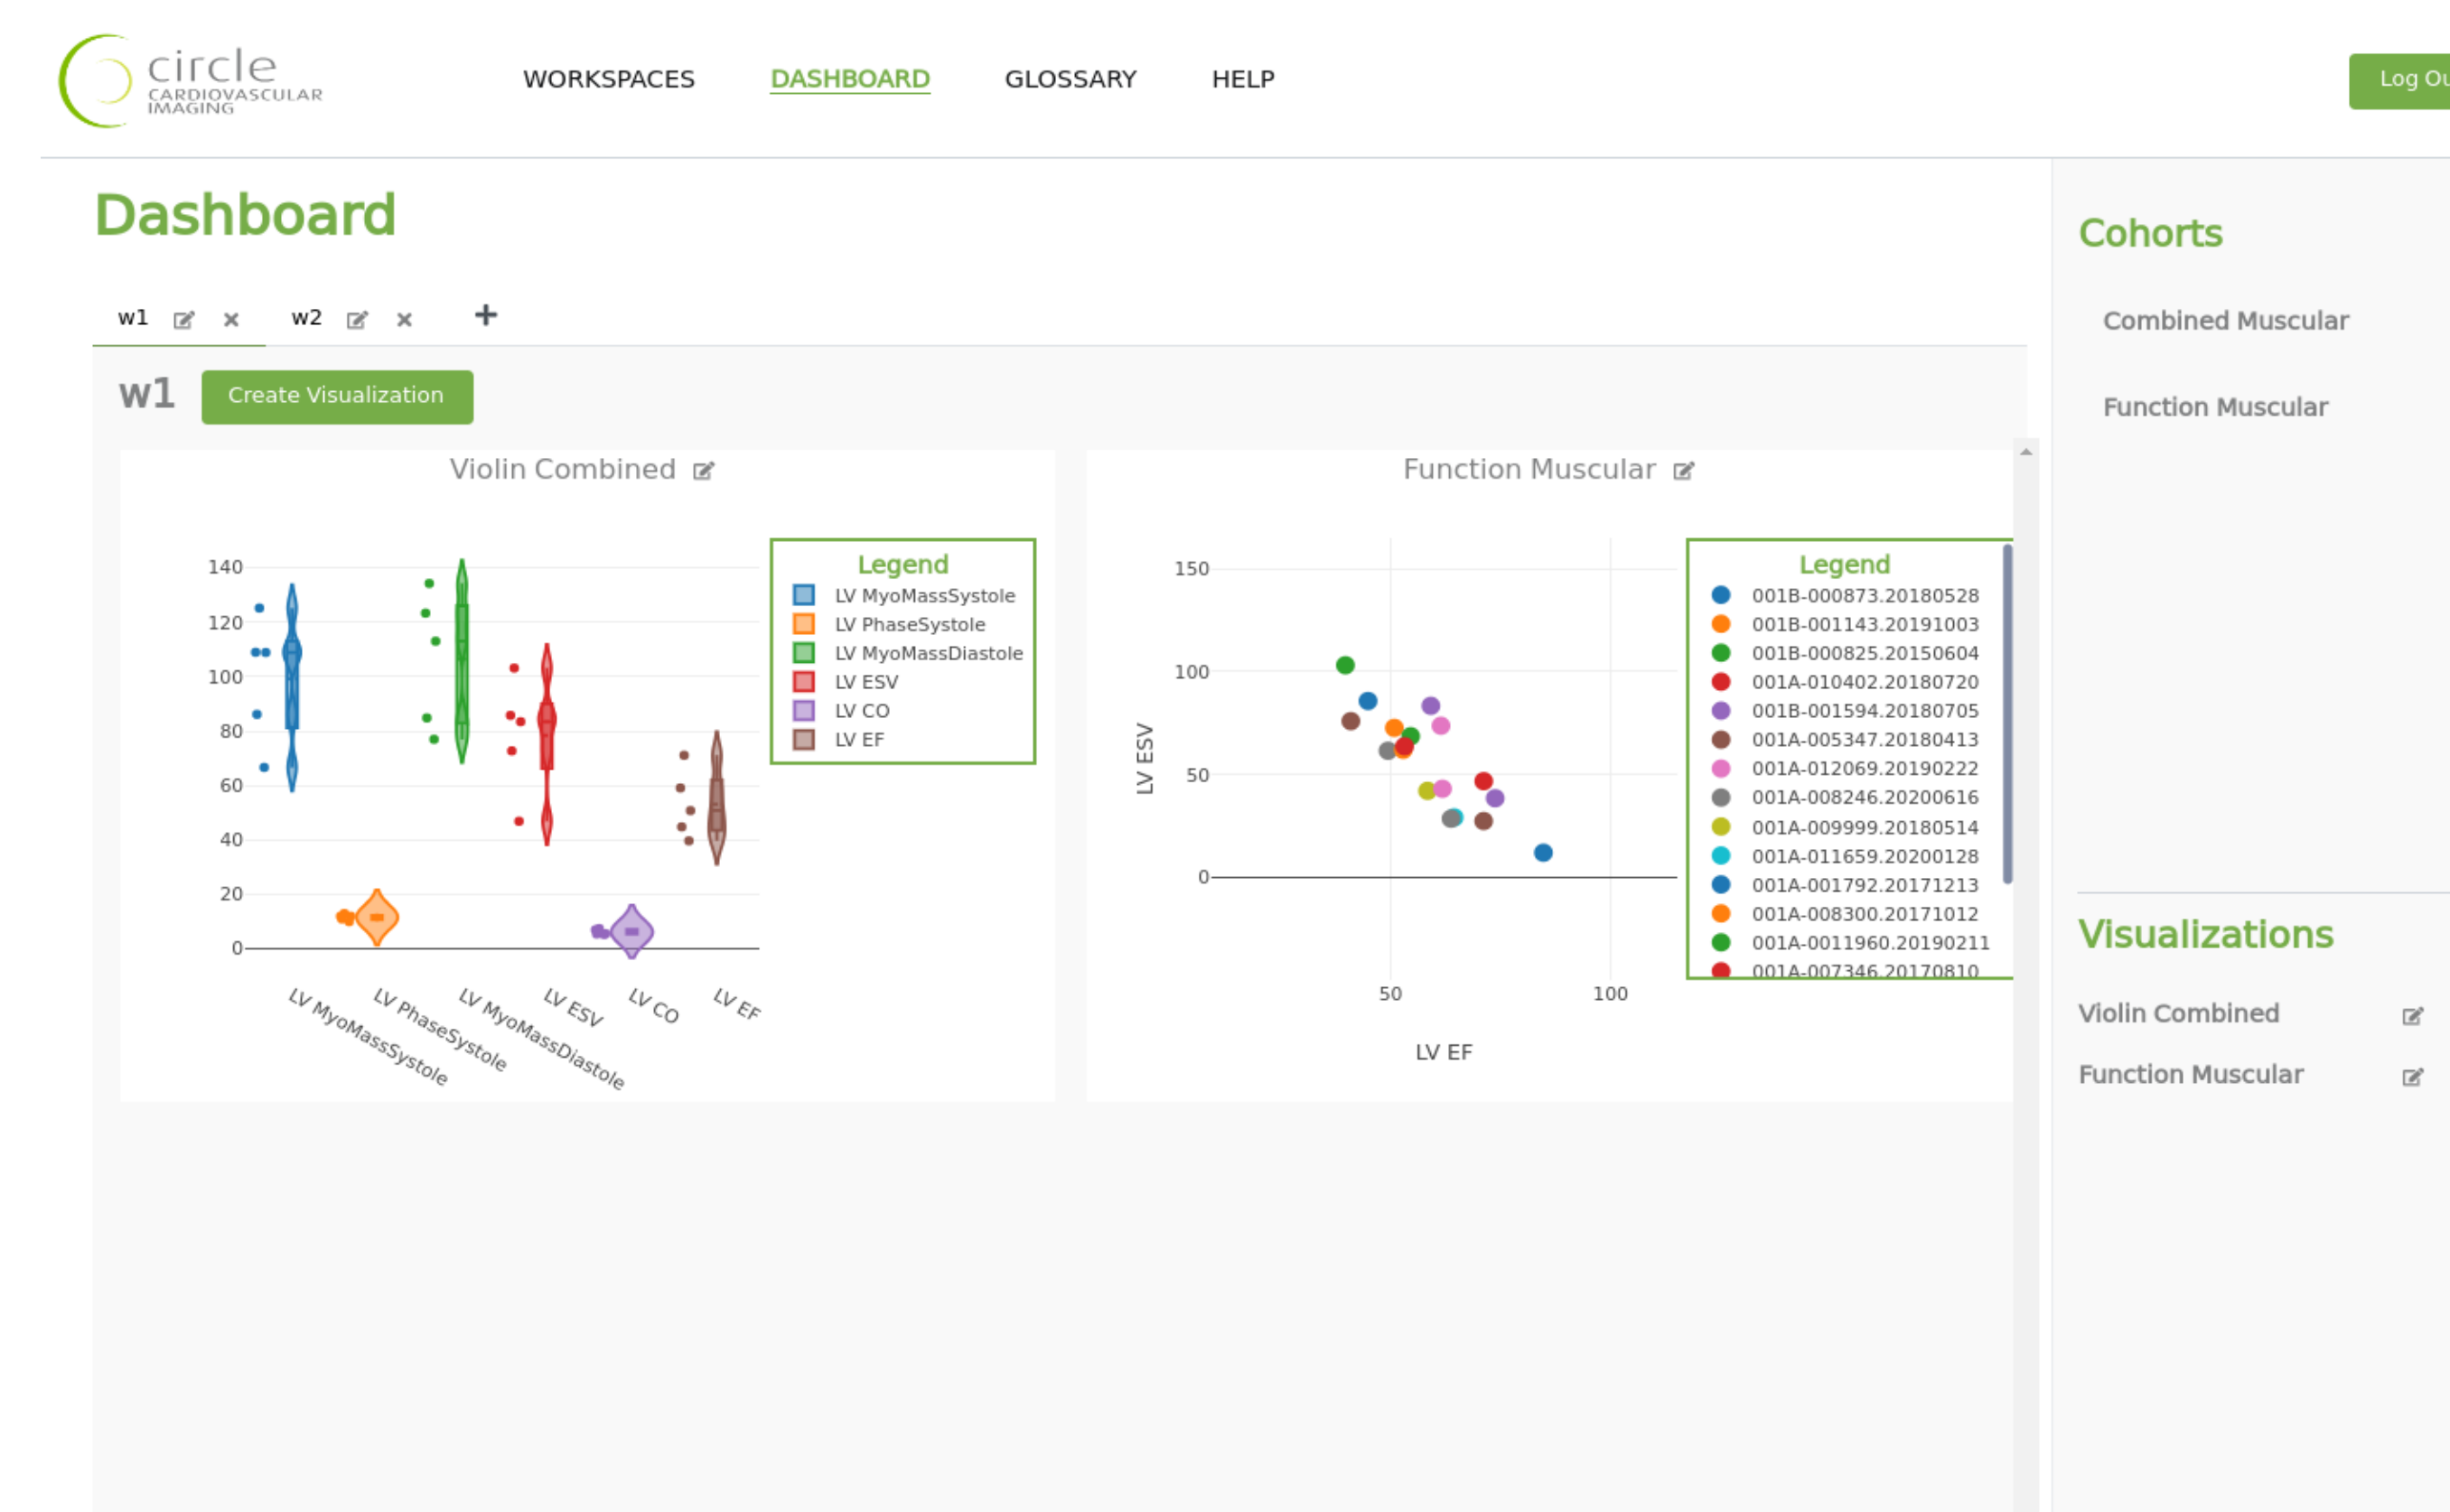 circle
CARDIOVASCULAR
IMAGING
WORKSPACES
DASHBOARD
GLOSSARY
HELP
Log Ou
Dashboard
w1
w2
w1
Create Visualization
Violin Combined
140
120
100
80
60
40
20
0
LV MyoMassSystole
LV PhaseSystole
LV MyoMassDiastole
LV ESV
LV CO
LV EF
Legend
LV MyoMassSystole
LV PhaseSystole
LV MyoMassDiastole
LV ESV
LV CO
LV EF
Function Muscular
LV ESV
150
100
50
0
50
100
LV EF
Legend
001B-000873.20180528
001B-001143.20191003
001B-000825.20150604
001A-010402.20180720
001B-001594.20180705
001A-005347.20180413
001A-012069.20190222
001A-008246.20200616
001A-009999.20180514
001A-011659.20200128
001A-001792.20171213
001A-008300.20171012
001A-0011960.20190211
001A-007346.20170810
Cohorts
Combined Muscular
Function Muscular
Visualizations
Violin Combined
Function Muscular